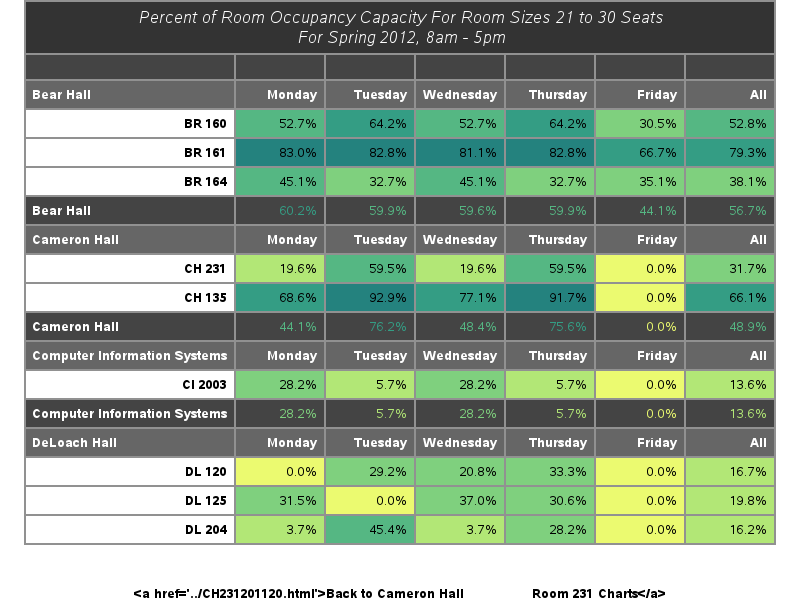 Percent of Room Occupancy Capacity For Room Sizes 21 to 30 Seats
For Spring 2012, 8am - 5pm
Bear Hall Monday Tuesday Wednesday Thursday Friday All
BR 160 52.7% 64.2% 52.7% 64.2% 30.5% 52.8%
BR 161 83.0% 82.8% 81.1% 82.8% 66.7% 79.3%
BR 164 45.1% 32.7% 45.1% 32.7% 35.1% 38.1%
Bear Hall 60.2% 59.9% 59.6% 59.9% 44.1% 56.7%
Cameron Hall Monday Tuesday Wednesday Thursday Friday All
CH 231 19.6% 59.5% 19.6% 59.5% 0.0% 31.7%
CH 135 68.6% 92.9% 77.1% 91.7% 0.0% 66.1%
Cameron Hall 44.1% 76.2% 48.4% 75.6% 0.0% 48.9%
Computer Information Systems Monday Tuesday Wednesday Thursday Friday All
CI 2003 28.2% 5.7% 28.2% 5.7% 0.0% 13.6%
Computer Information Systems 28.2% 5.7% 28.2% 5.7% 0.0% 13.6%
DeLoach Hall Monday Tuesday Wednesday Thursday Friday All
DL 120 0.0% 29.2% 20.8% 33.3% 0.0% 16.7%
DL 125 31.5% 0.0% 37.0% 30.6% 0.0% 19.8%
DL 204 3.7% 45.4% 3.7% 28.2% 0.0% 16.2%
<a href='../CH231201120.html'>Back to Cameron Hall Room 231 Charts</a>